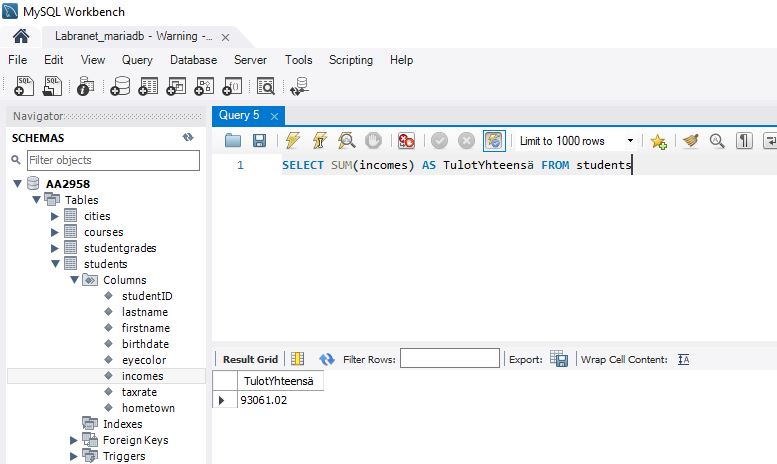 MySQL Workbench
Labranet_mariadb - Warning -...
File Edit View Query Database Server Tools Scripting Help
Navigator
SCHEMAS
Filter objects
AA2958
Tables
cities
courses
studentgrades
students
Columns
studentID
lastname
firstname
birthdate
eyecolor
incomes
taxrate
hometown
Indexes
Foreign Keys
Triggers
Query 5
Limit to 1000 rows
1 SELECT SUM(incomes) AS TulotYhteensä FROM students
Result Grid Filter Rows: Export: Wrap Cell Content: IA
TulotYhteensä
93061.02